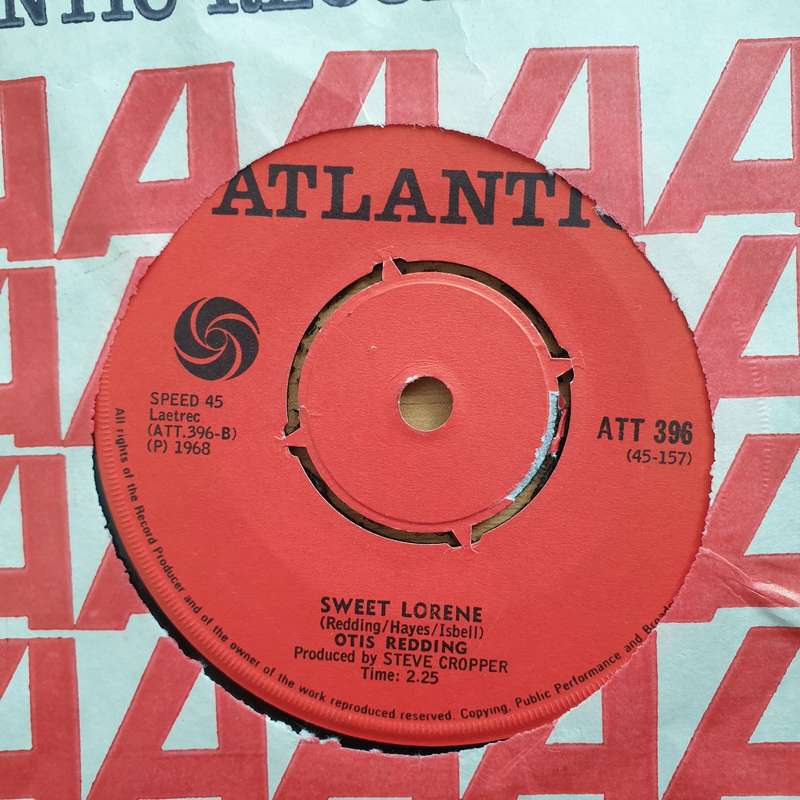 ATLANTIC
SPEED 45
Laetrec
(ATT.396-B)
(P) 1968
ATT 396
(45-157)
SWEET LORENE
(Redding/Hayes/Isbell)
OTIS REDDING
Produced by STEVE CROPPER
Time: 2.25
All rights of the Record Producer and of the owner of the work reproduced reserved. Copying, Public Performance and